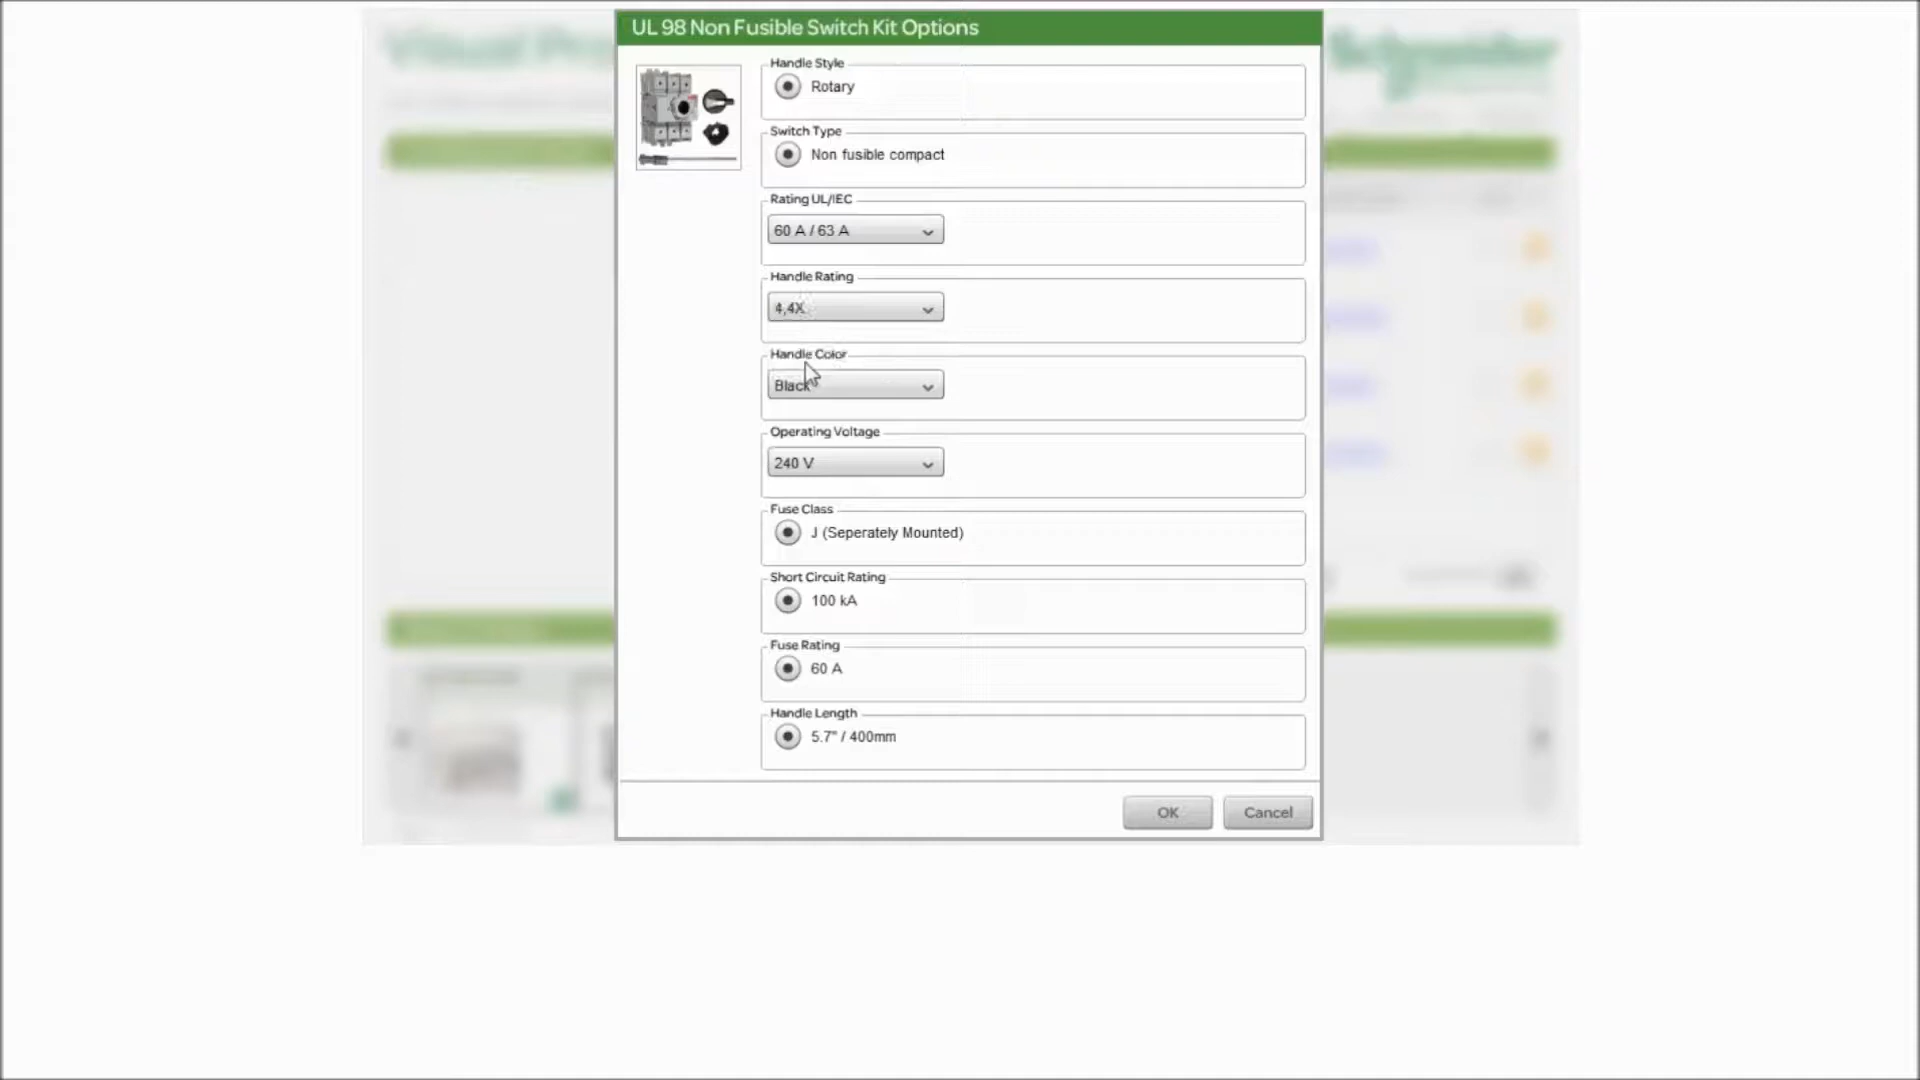 UL 98 Non Fusible Switch Kit Options
Handle Style
Rotary
Switch Type
Non fusible compact
Rating UL/IEC
60 A / 63 A
Handle Rating
4,4X
Handle Color
Black
Operating Voltage
240 V
Fuse Class
J (Seperately Mounted)
Short Circuit Rating
100 kA
Fuse Rating
60 A
Handle Length
5.7" / 400mm
OK
Cancel